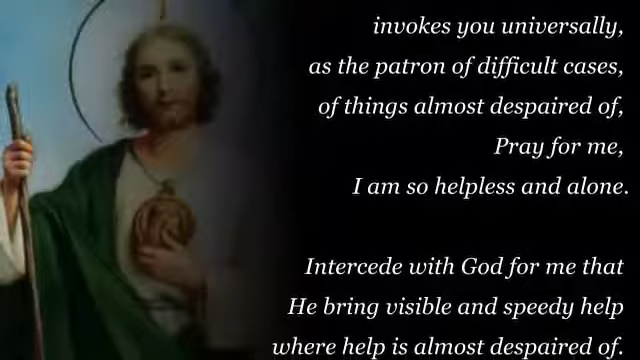 invokes you universally,
as the patron of difficult cases,
of things almost despaired of,
Pray for me,
I am so helpless and alone.
Intercede with God for me that
He bring visible and speedy help
where help is almost despaired of.